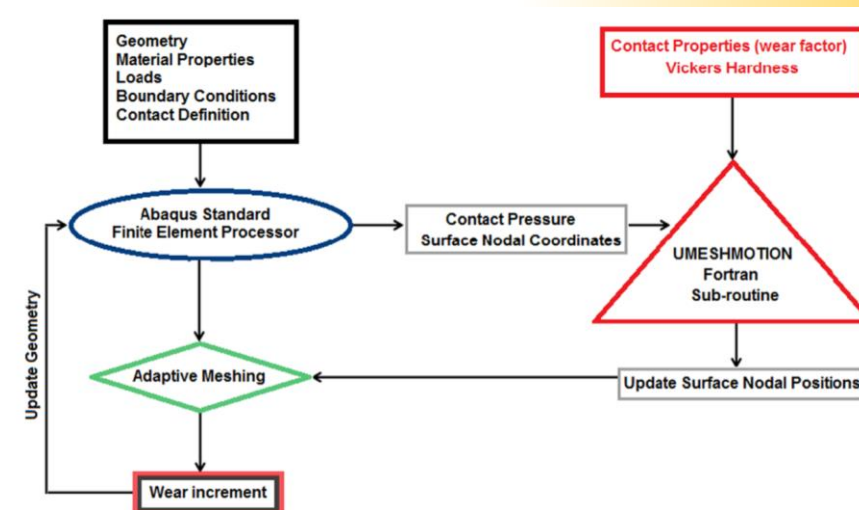 Geometry
Material Properties
Loads
Boundary Conditions
Contact Definition
Contact Properties (wear factor)
Vickers Hardness
Abaqus Standard
Finite Element Processor
Contact Pressure
Surface Nodal Coordinates
UMESHMOTION
Fortran
Sub-routine
Update Geometry
Adaptive Meshing
Update Surface Nodal Positions
Wear increment